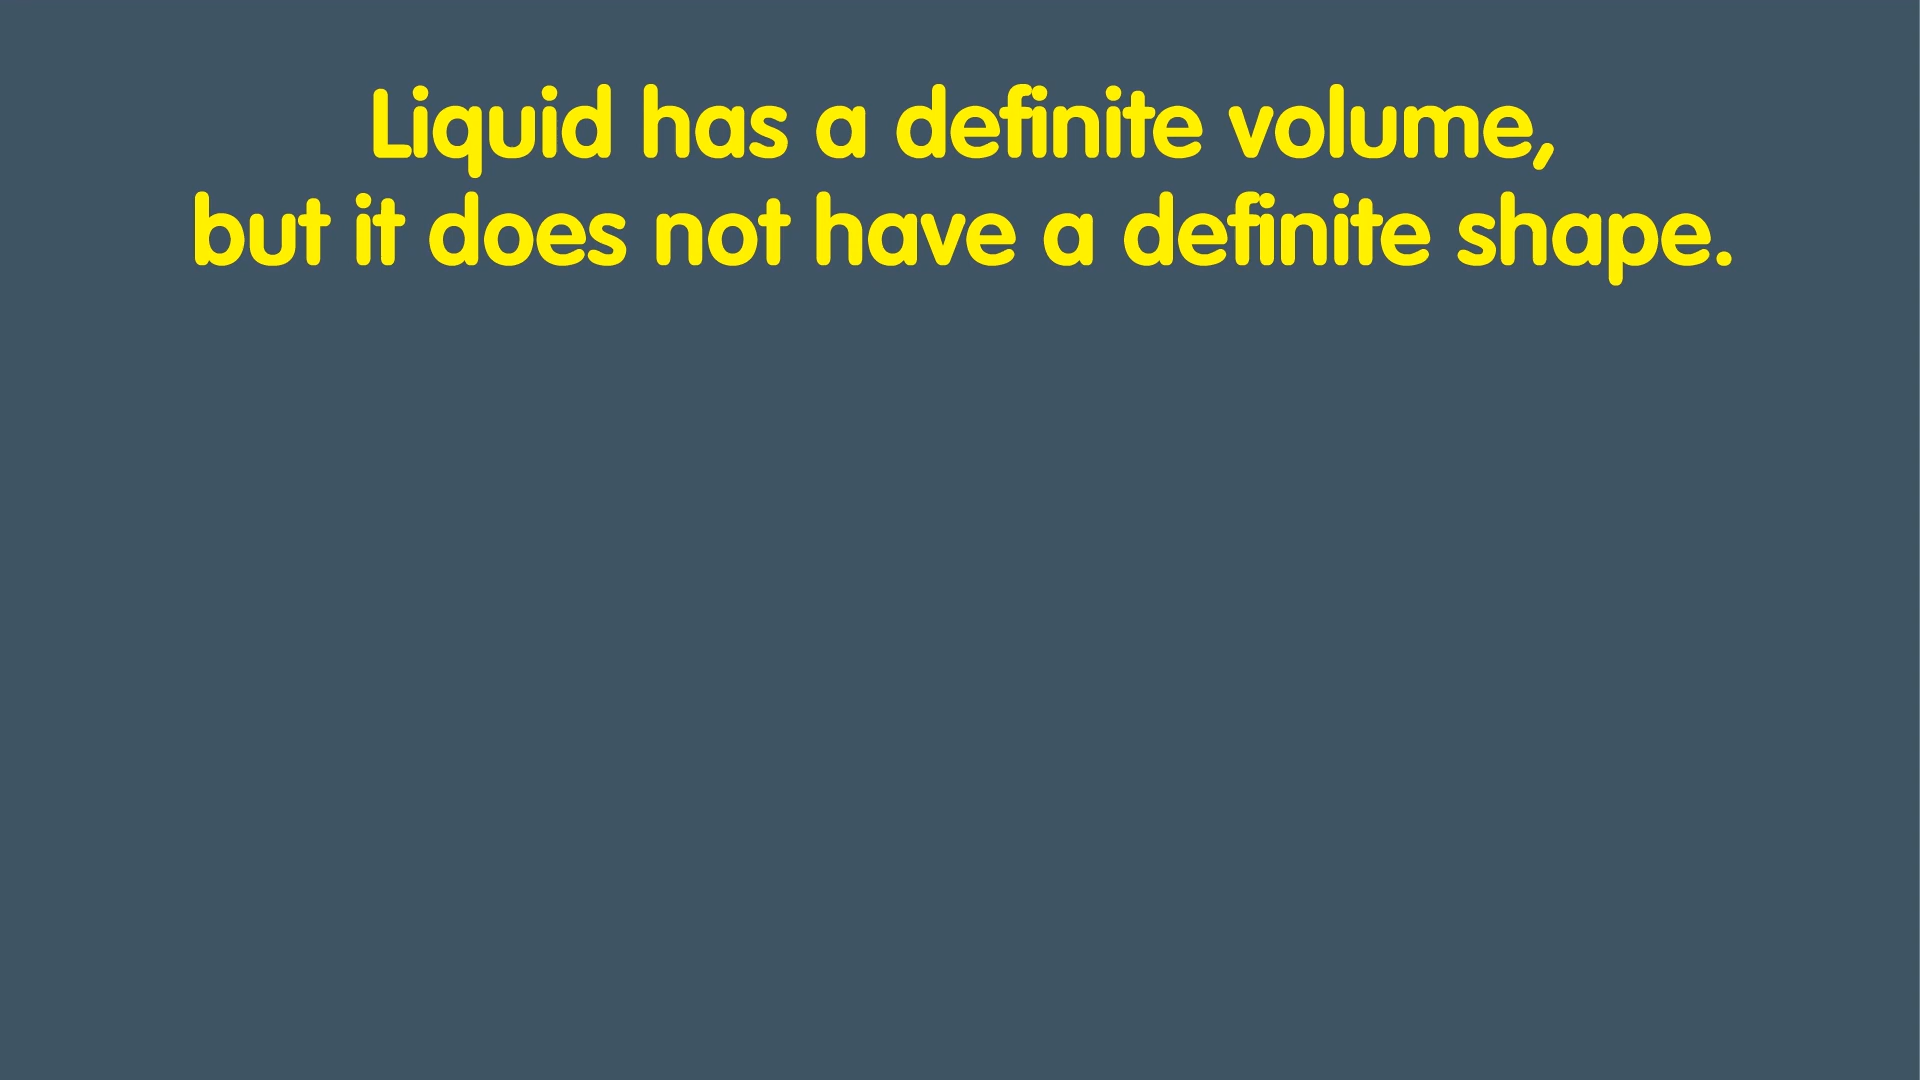 Liquid has a definite volume,
but it does not have a definite shape.